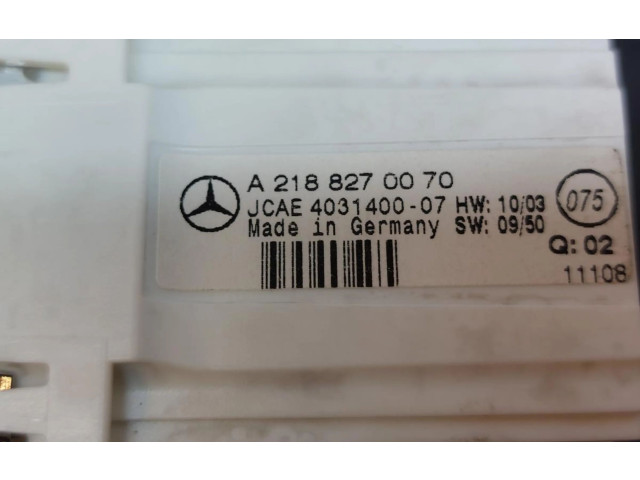 A 218 827 00 70
JCAE 4031400-07 HW: 10/03
Made in Germany SW: 09/50
075
Q: 02
11108